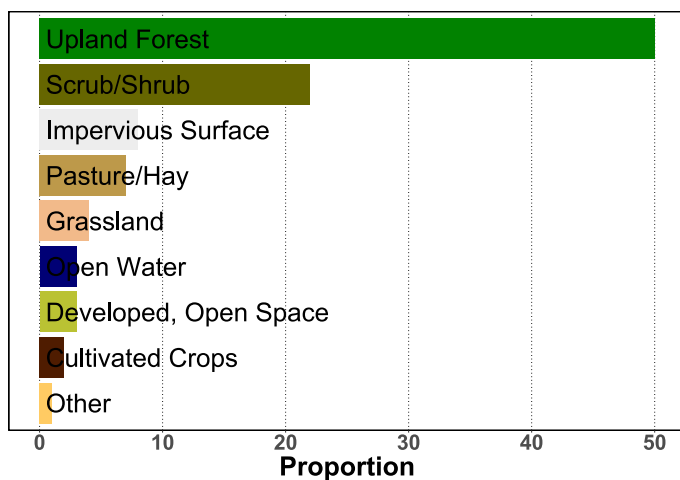 Upland Forest
Scrub/Shrub
Impervious Surface
Pasture/Hay
Grassland
Open Water
Developed, Open Space
Cultivated Crops
Other
0 10 20 30 40 50
Proportion